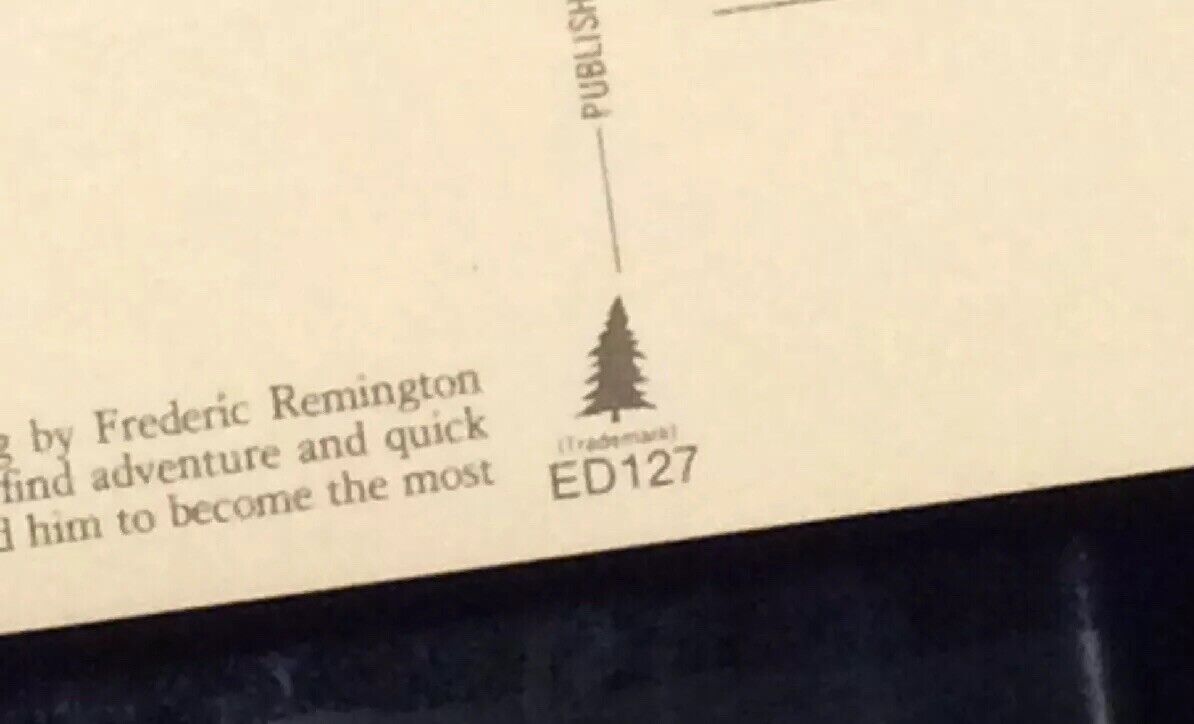 PUBLISH
by Frederic Remington
find adventure and quick
him to become the most
(Trademark)
ED127